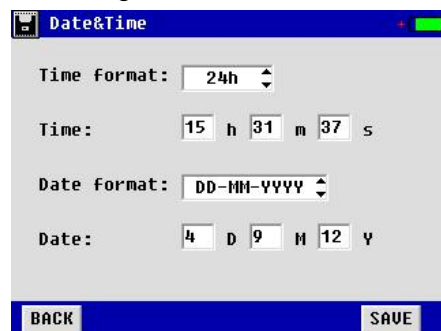 Date&Time
Time format: 24h
Time: 15 h 31 m 37 s
Date format: DD-MM-YYYY
Date: 4 D 9 M 12 Y
BACK SAVE